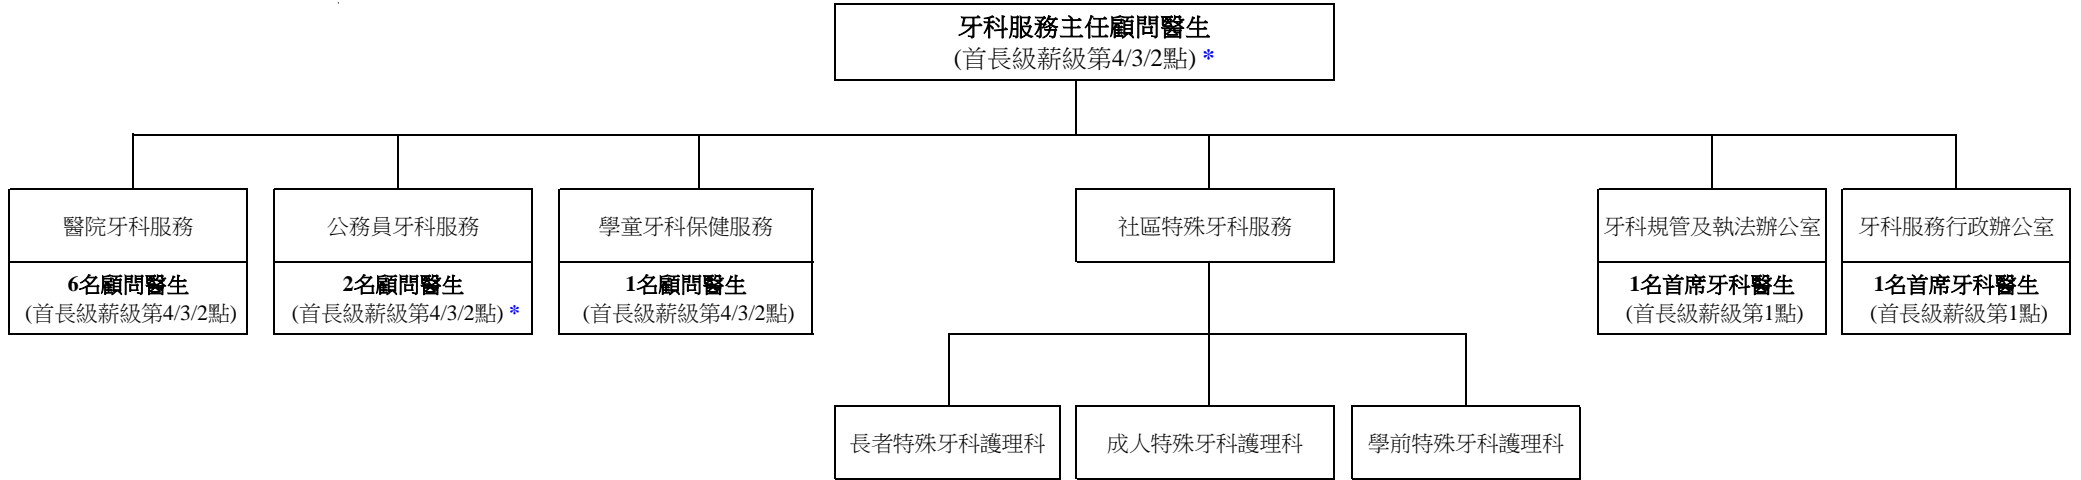 牙科服務主任顧問醫生
(首長級薪級第4/3/2點) *
醫院牙科服務
6名顧問醫生
(首長級薪級第4/3/2點)
公務員牙科服務
2名顧問醫生
(首長級薪級第4/3/2點) *
學童牙科保健服務
1名顧問醫生
(首長級薪級第4/3/2點)
社區特殊牙科服務
長者特殊牙科護理科
成人特殊牙科護理科
學前特殊牙科護理科
牙科規管及執法辦公室
1名首席牙科醫生
(首長級薪級第1點)
牙科服務行政辦公室
1名首席牙科醫生
(首長級薪級第1點)